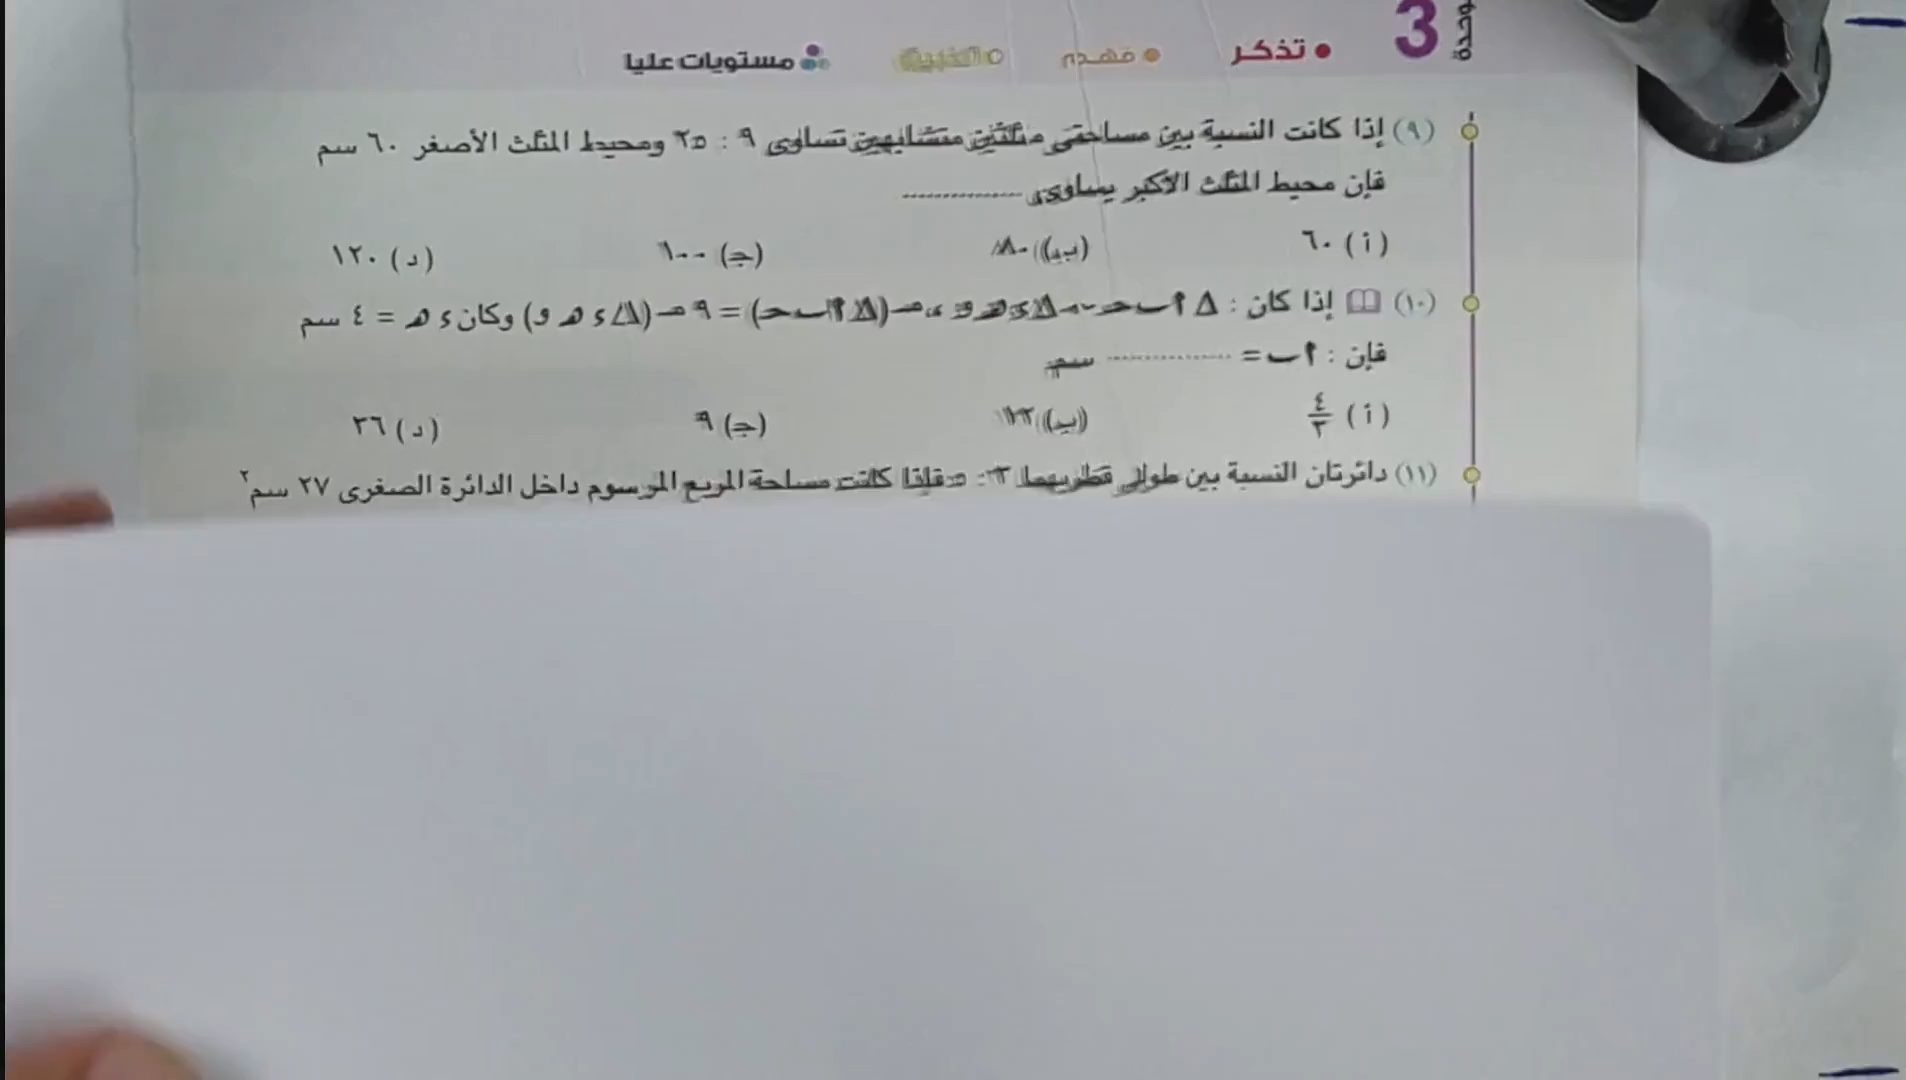 وحدة 3
• تذكر • فهم ○ تطبيق مستويات عليا
(٩) إذا كانت النسبة بين مساحتى مثلثين متشابهين تساوى ٩ : ٢٥ ومحيط المثلث الأصغر ٦٠ سم
فإن محيط المثلث الأكبر يساوى ..............
(أ) ٦٠ (ب) ٨٠ (جـ) ١٠٠ (د) ١٢٠
(١٠) إذا كان : △ ا ب ح ~ △ ء هـ و ، مـ (△ ا ب ح) = ٩ مـ (△ ء هـ و) وكان ء هـ = ٤ سم
فإن : ا ب = .............. سم
(أ) ٤/٣ (ب) ١٢ (جـ) ٩ (د) ٣٦
(١١) دائرتان النسبة بين طولى قطريهما ٣ : ٥ فإذا كانت مساحة المربع المرسوم داخل الدائرة الصغرى ٢٧ سم٢